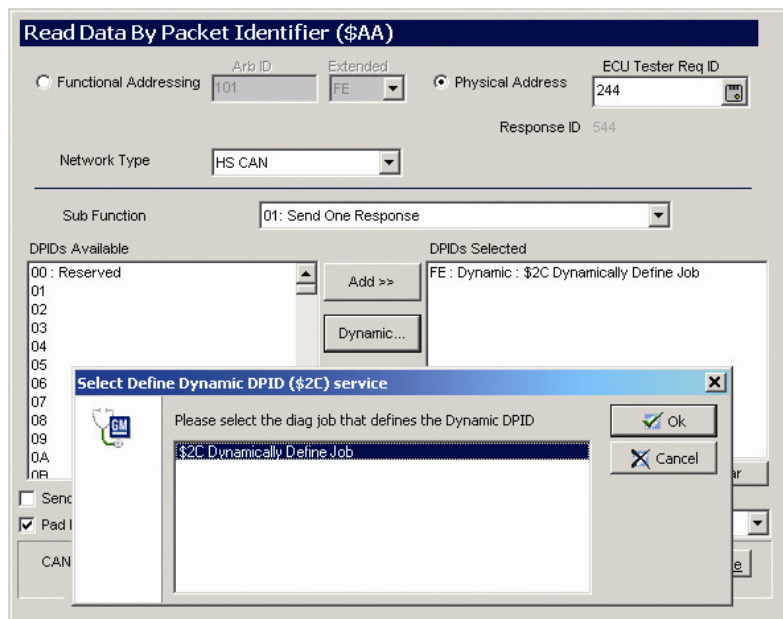 Read Data By Packet Identifier ($AA)
Arb ID Extended ECU Tester Req ID
Functional Addressing 101 FE Physical Address 244
Response ID 544
Network Type HS CAN
Sub Function 01: Send One Response
DPIDs Available DPIDs Selected
00 : Reserved Add >> FE : Dynamic : $2C Dynamically Define Job
01
02
03 Dynamic...
04
05
06 Select Define Dynamic DPID ($2C) service
07
08 GM Please select the diag job that defines the Dynamic DPID Ok
09
0A $2C Dynamically Define Job Cancel
0B
Send
Pad
CAN